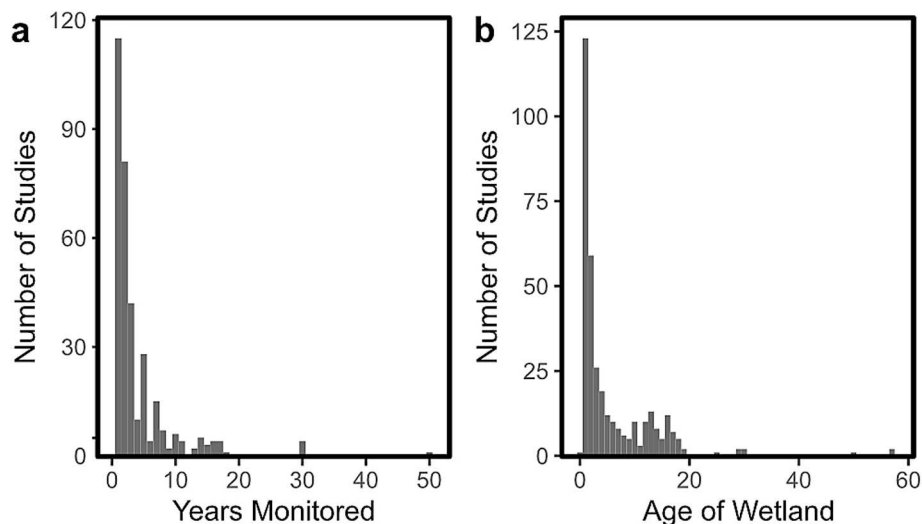 a
Number of Studies
120
90
60
30
0
0 10 20 30 40 50
Years Monitored
b
Number of Studies
125
100
75
50
25
0
0 20 40 60
Age of Wetland